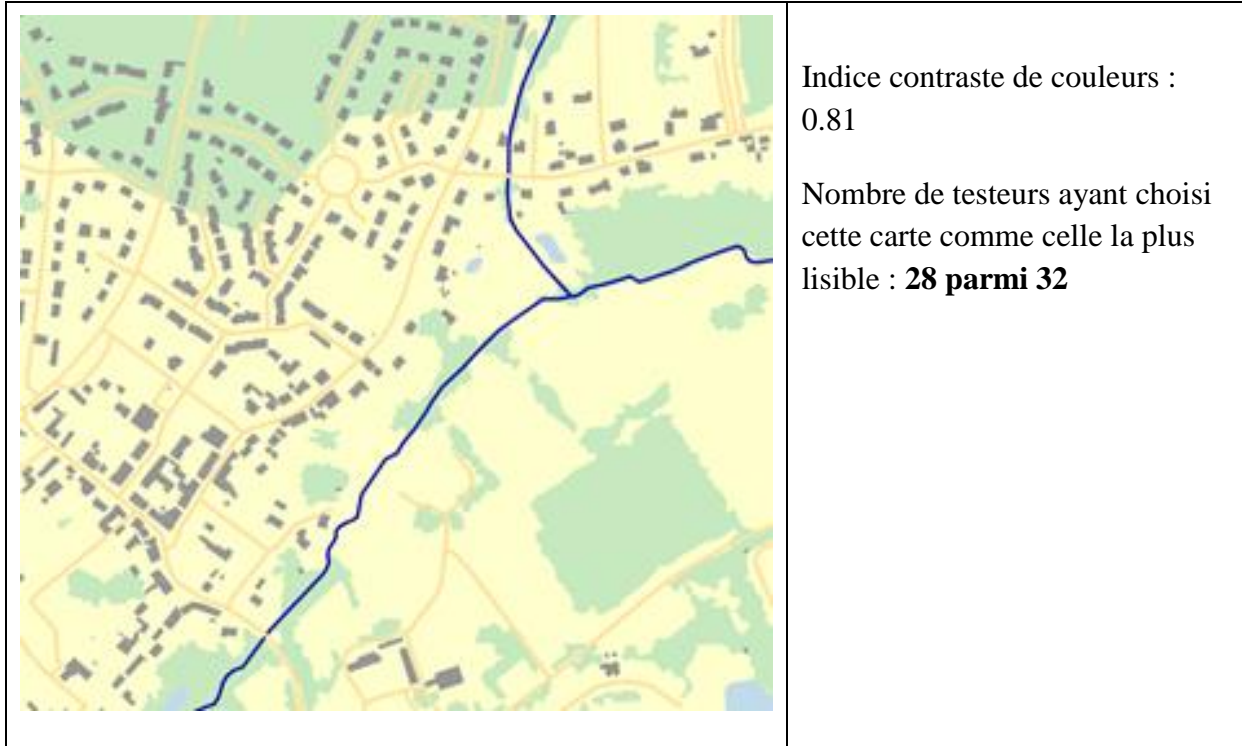 Indice contraste de couleurs :
0.81
Nombre de testeurs ayant choisi
cette carte comme celle la plus
lisible : 28 parmi 32